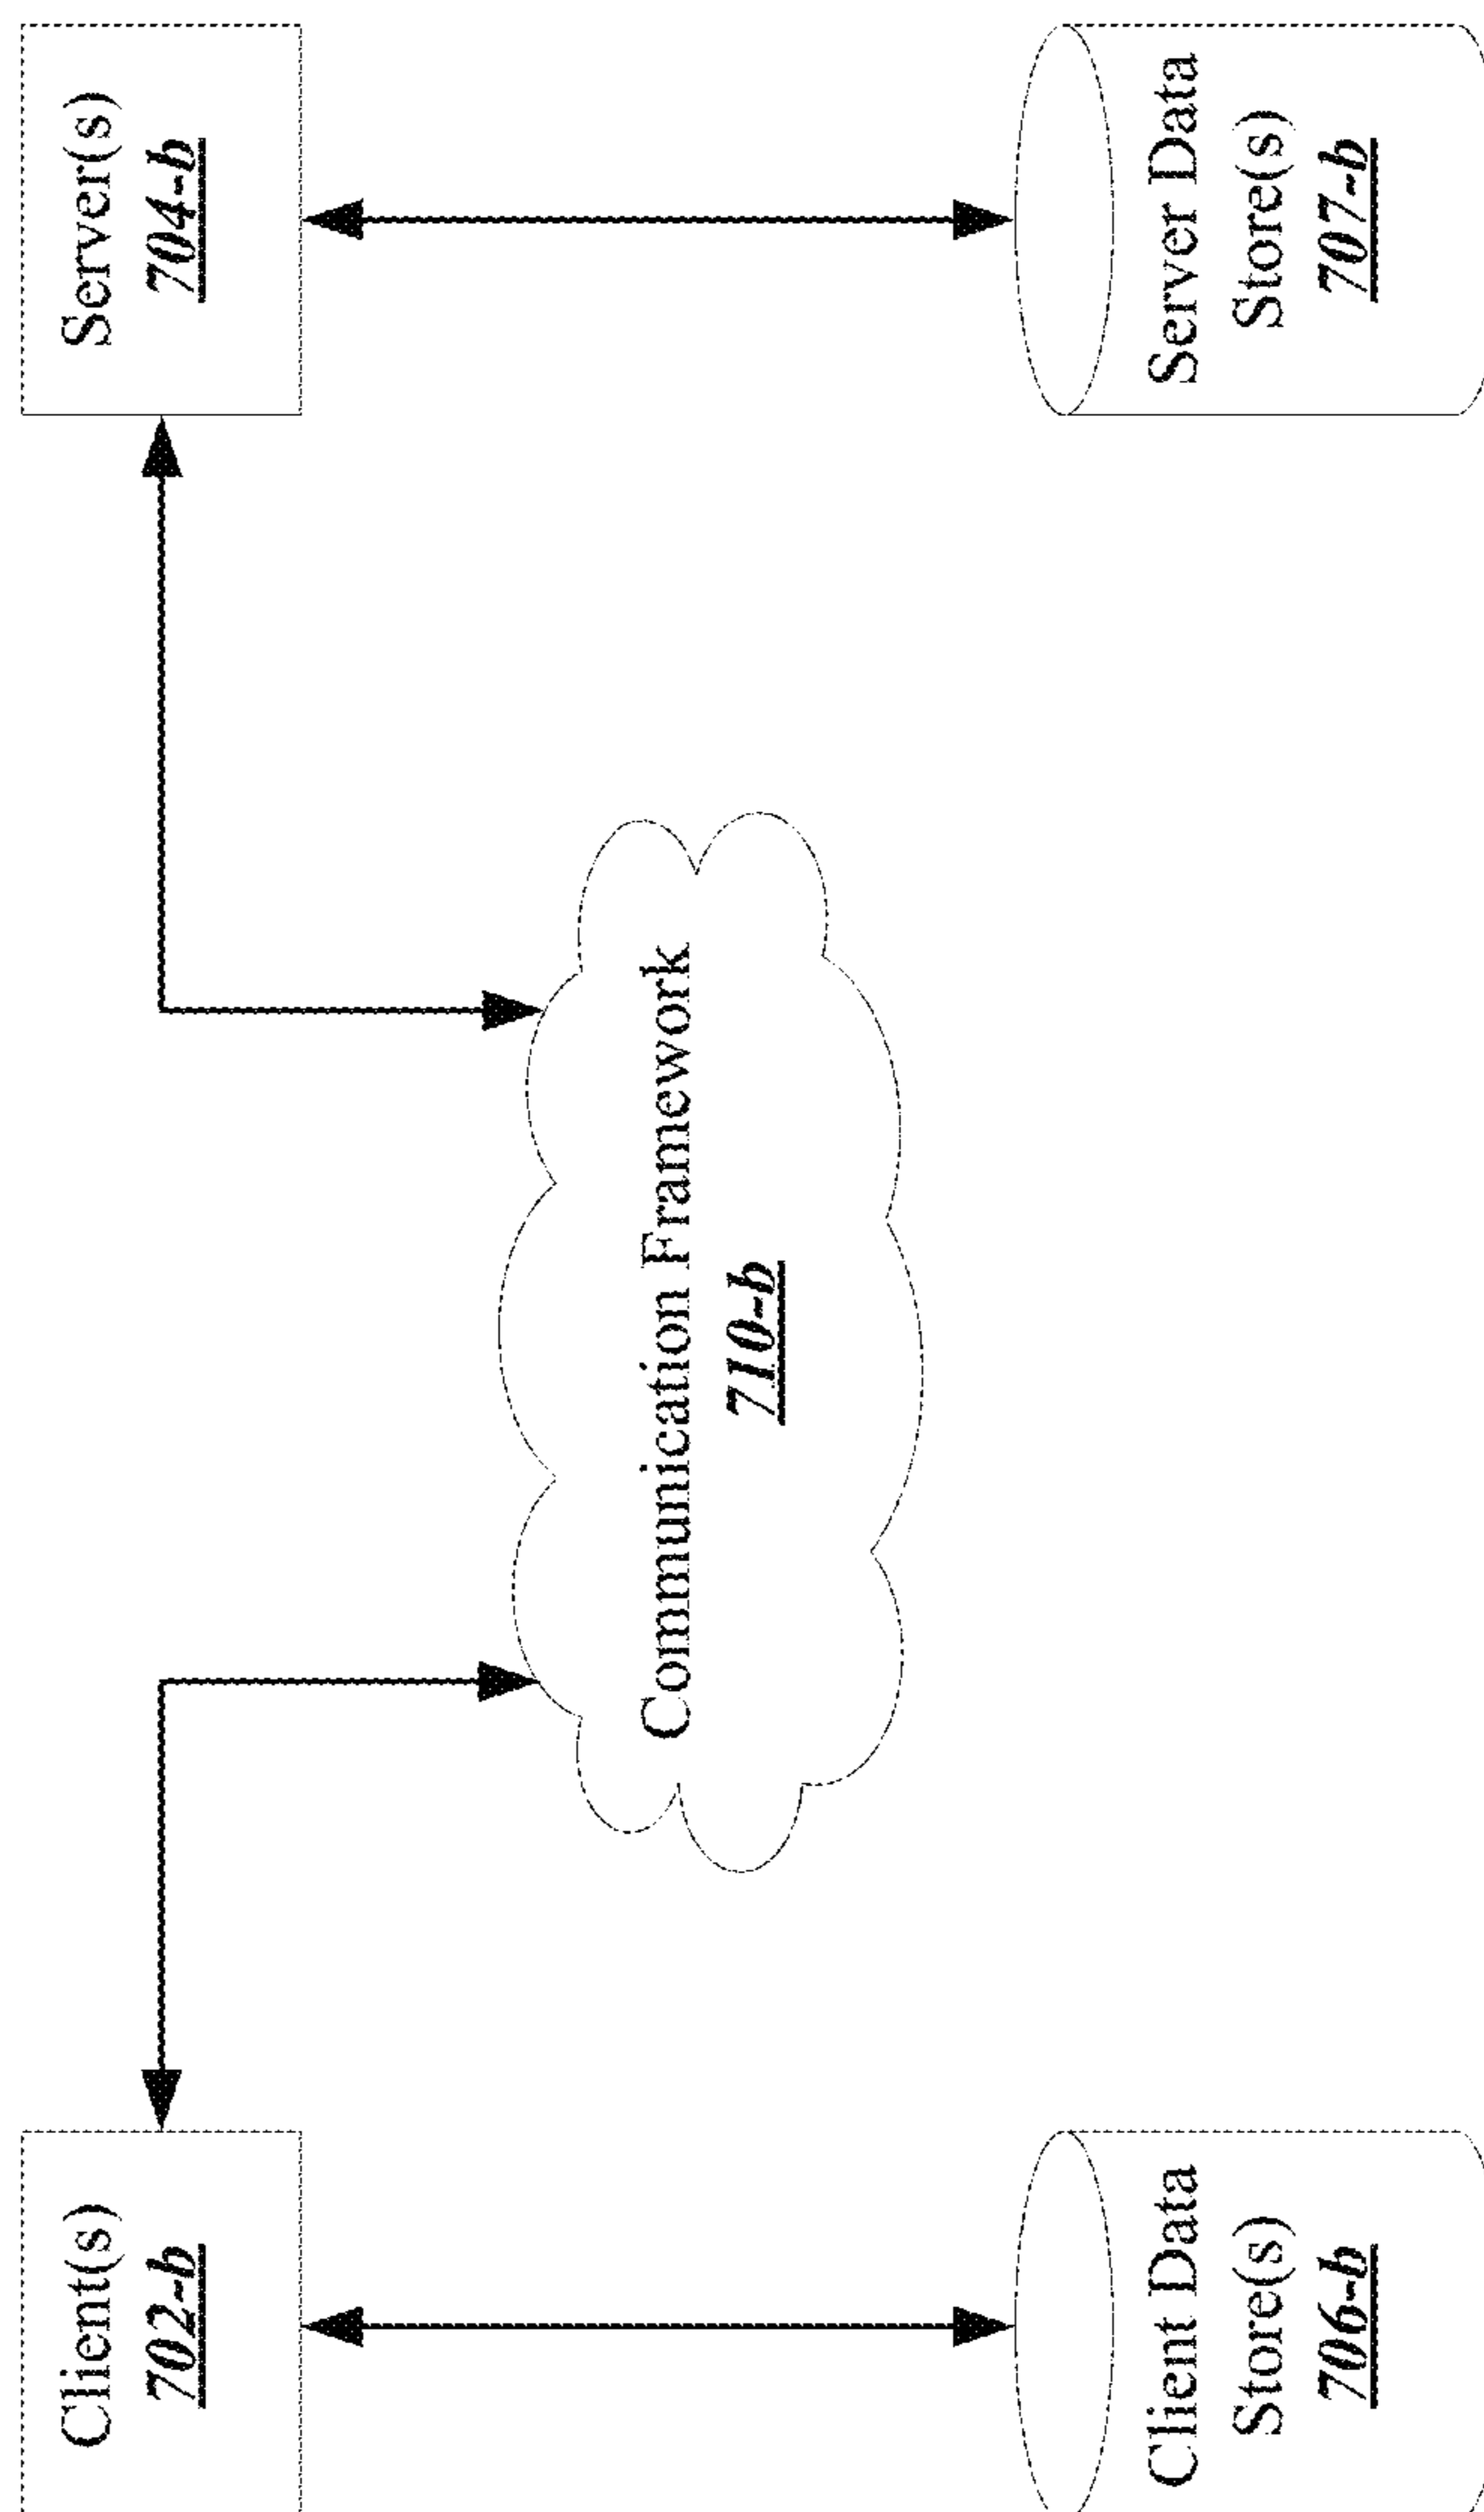 Client(s)
702-b
Server(s)
704-b
Communication Framework
710-b
Client Data
Store(s)
706-b
Server Data
Store(s)
707-b